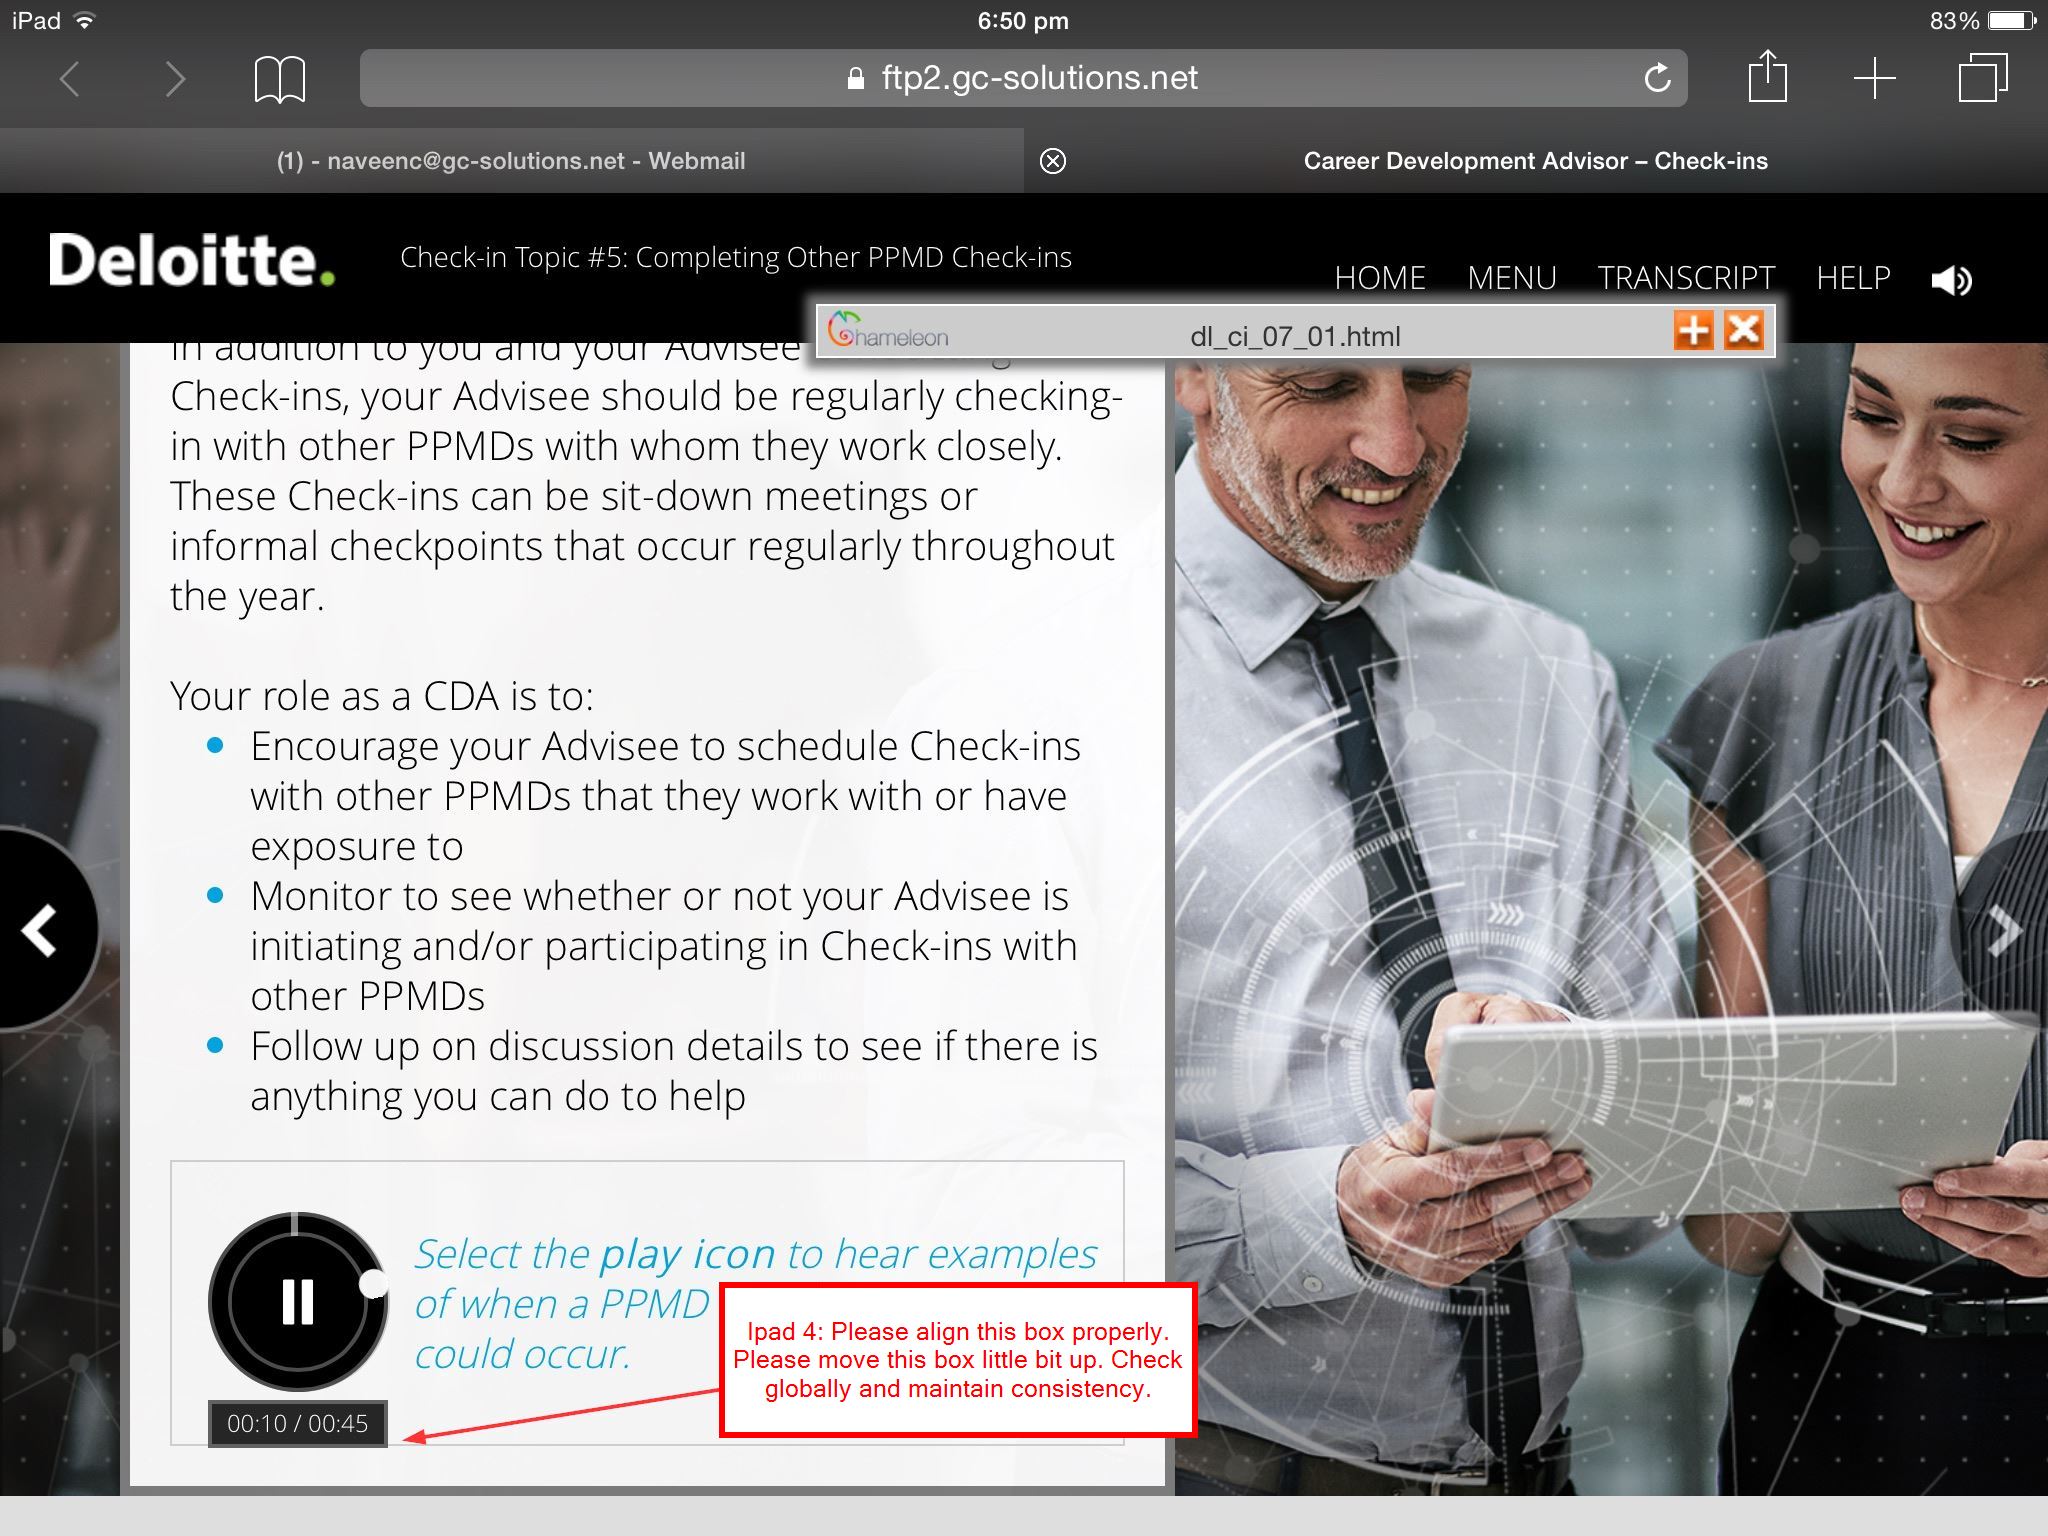 iPad 6:50 pm 83%
ftp2.gc-solutions.net
(1) - naveenc@gc-solutions.net - Webmail
Career Development Advisor – Check-ins
Deloitte.
Check-in Topic #5: Completing Other PPMD Check-ins
HOME MENU TRANSCRIPT HELP
Chameleon
dl_ci_07_01.html
In addition to you and your Advisee
Check-ins, your Advisee should be regularly checking-
in with other PPMDs with whom they work closely.
These Check-ins can be sit-down meetings or
informal checkpoints that occur regularly throughout
the year.
Your role as a CDA is to:
• Encourage your Advisee to schedule Check-ins
with other PPMDs that they work with or have
exposure to
• Monitor to see whether or not your Advisee is
initiating and/or participating in Check-ins with
other PPMDs
• Follow up on discussion details to see if there is
anything you can do to help
Select the play icon to hear examples
of when a PPMD
could occur.
00:10 / 00:45
Ipad 4: Please align this box properly.
Please move this box little bit up. Check
globally and maintain consistency.